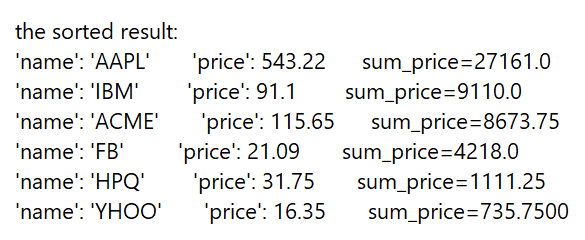 the sorted result:
'name': 'AAPL' 'price': 543.22 sum_price=27161.0
'name': 'IBM' 'price': 91.1 sum_price=9110.0
'name': 'ACME' 'price': 115.65 sum_price=8673.75
'name': 'FB' 'price': 21.09 sum_price=4218.0
'name': 'HPQ' 'price': 31.75 sum_price=1111.25
'name': 'YHOO' 'price': 16.35 sum_price=735.7500